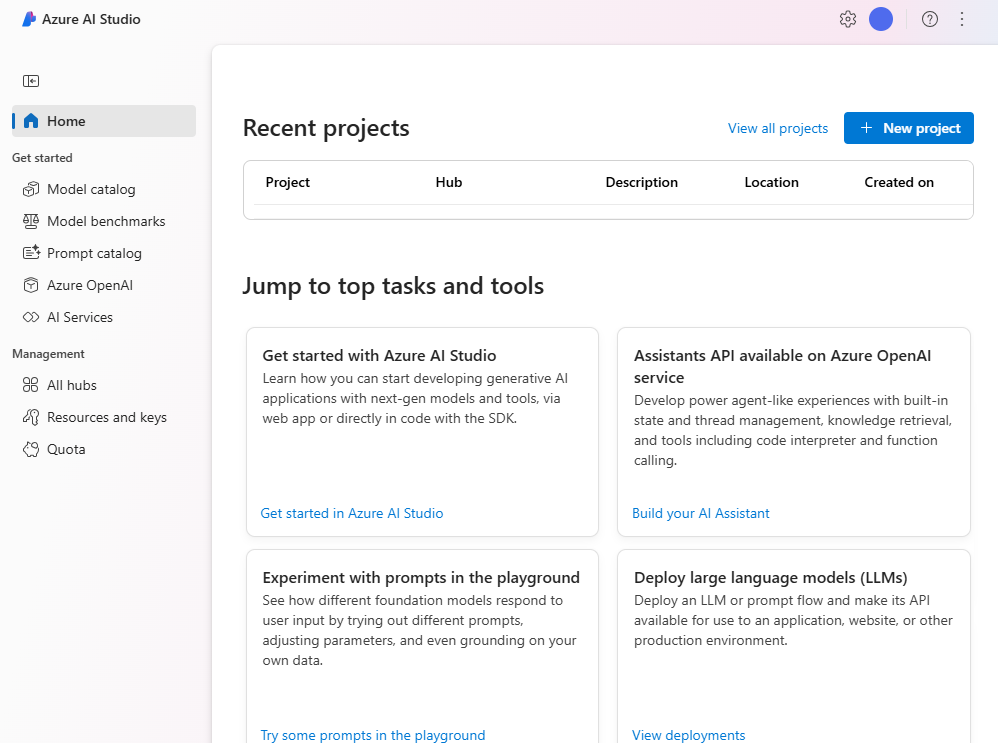 Azure AI Studio
Home
Get started
Model catalog
Model benchmarks
Prompt catalog
Azure OpenAI
AI Services
Management
All hubs
Resources and keys
Quota
Recent projects
View all projects
New project
Project Hub Description Location Created on
Jump to top tasks and tools
Get started with Azure AI Studio
Learn how you can start developing generative AI
applications with next-gen models and tools, via
web app or directly in code with the SDK.
Get started in Azure AI Studio
Assistants API available on Azure OpenAI
service
Develop power agent-like experiences with built-in
state and thread management, knowledge retrieval,
and tools including code interpreter and function
calling.
Build your AI Assistant
Experiment with prompts in the playground
See how different foundation models respond to
user input by trying out different prompts,
adjusting parameters, and even grounding on your
own data.
Try some prompts in the playground
Deploy large language models (LLMs)
Deploy an LLM or prompt flow and make its API
available for use to an application, website, or other
production environment.
View deployments